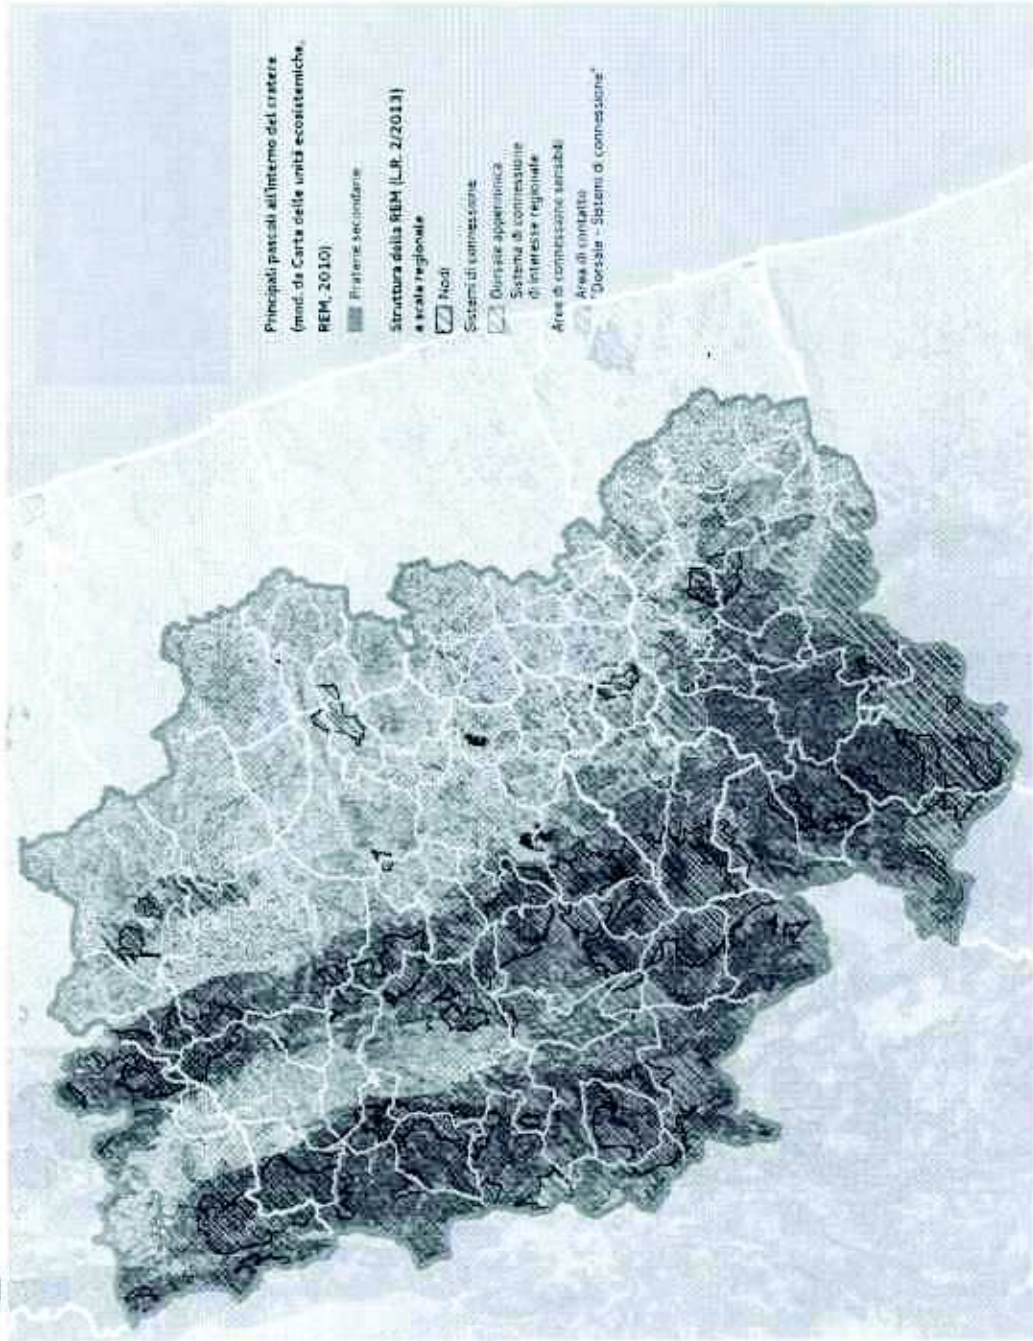 Principali pascoli all'interno del cratere
(mod. da Carta delle unità ecosistemiche,
REM, 2010)
Praterie secondarie
Struttura della REM (L.R. 2/2013)
a scala regionale
Nodi
Sistemi di connessione
Dorsale appenninica
Sistema di connessione
di interesse regionale
Aree di connessione sensibili
Area di contatto
"Dorsale - Sistemi di connessione"